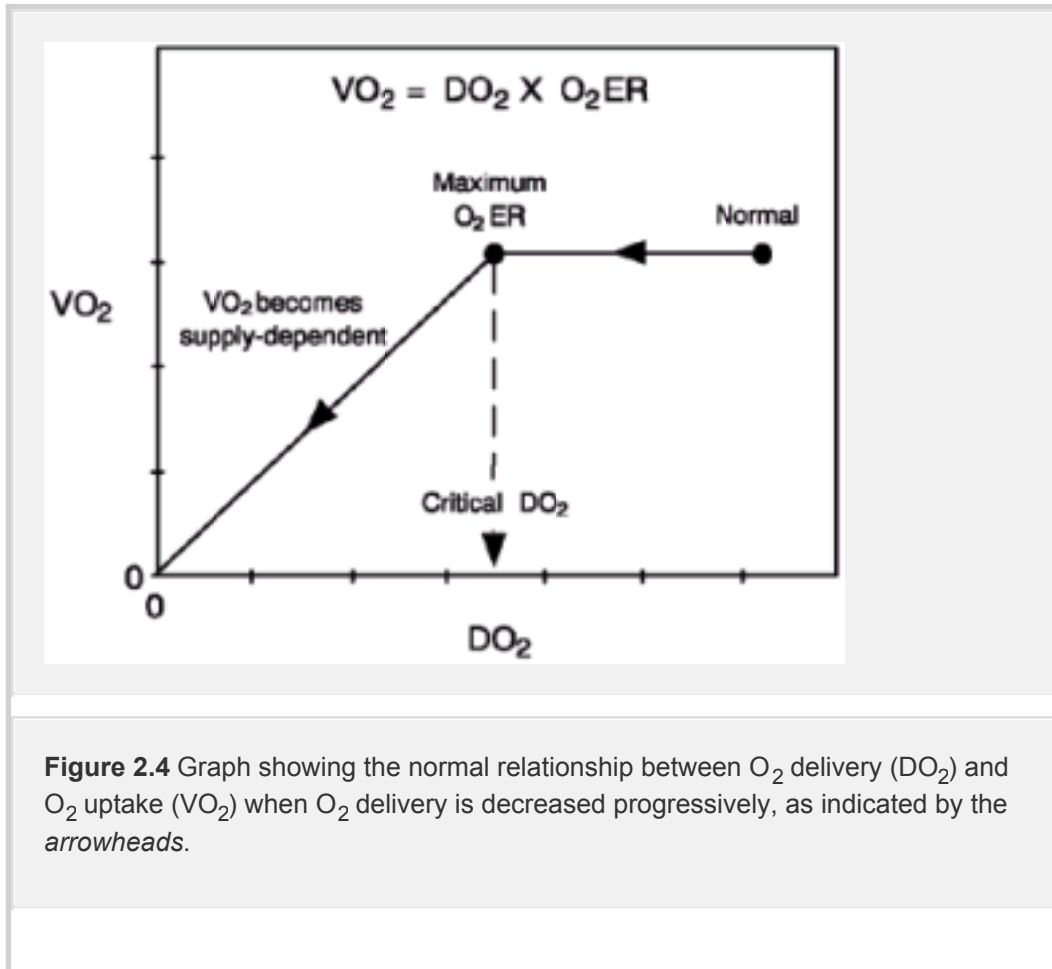 VO₂ = DO₂ X O₂ER
Maximum
O₂ ER
Normal
VO₂
VO₂ becomes
supply-dependent
Critical DO₂
0
0
DO₂
Figure 2.4 Graph showing the normal relationship between O₂ delivery (DO₂) and
O₂ uptake (VO₂) when O₂ delivery is decreased progressively, as indicated by the
arrowheads.